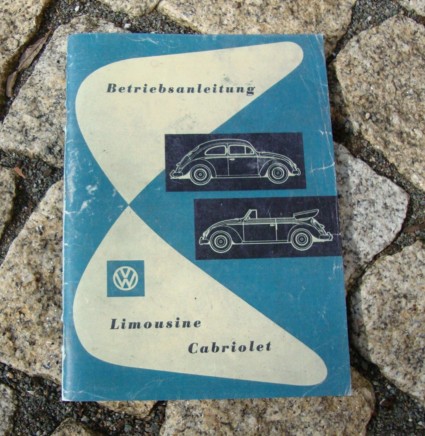 Betriebsanleitung
VW
Limousine
Cabriolet